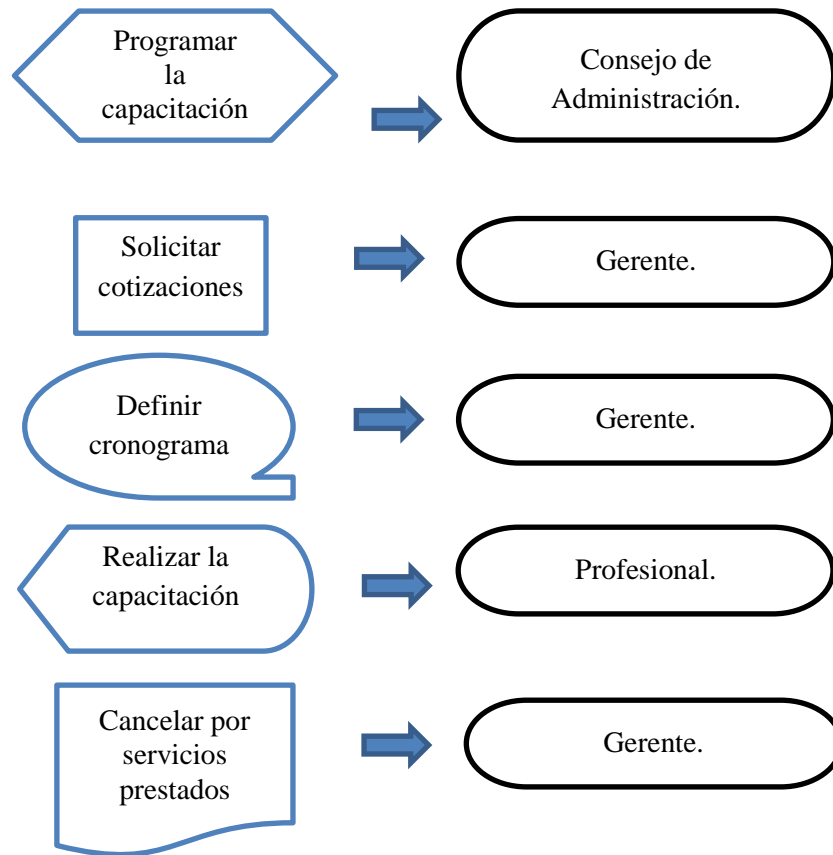 Programar
la
capacitación
Consejo de
Administración.
Solicitar
cotizaciones
Gerente.
Definir
cronograma
Gerente.
Realizar la
capacitación
Profesional.
Cancelar por
servicios
prestados
Gerente.